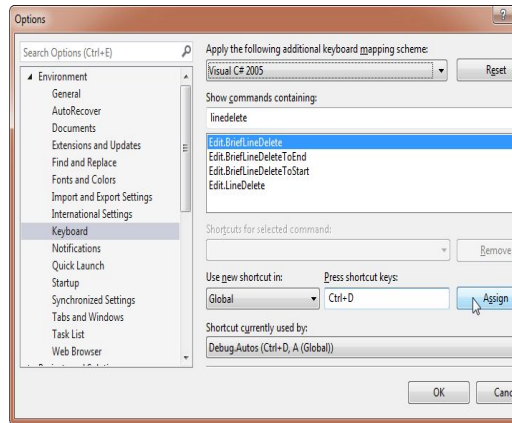 Options
Search Options (Ctrl+E)
Environment
General
AutoRecover
Documents
Extensions and Updates
Find and Replace
Fonts and Colors
Import and Export Settings
International Settings
Keyboard
Notifications
Quick Launch
Startup
Synchronized Settings
Tabs and Windows
Task List
Web Browser
Apply the following additional keyboard mapping scheme:
Visual C# 2005
Reset
Show commands containing:
linedelete
Edit.BriefLineDelete
Edit.BriefLineDeleteToEnd
Edit.BriefLineDeleteToStart
Edit.LineDelete
Shortcuts for selected command:
Remove
Use new shortcut in: Press shortcut keys:
Global Ctrl+D Assign
Shortcut currently used by:
Debug.Autos (Ctrl+D, A (Global))
OK Canc